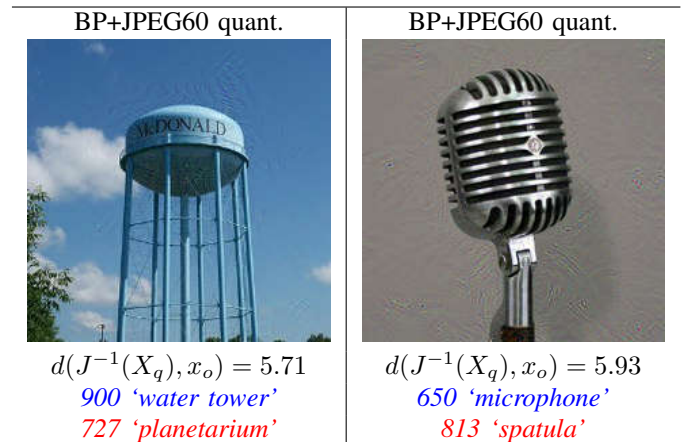 BP+JPEG60 quant.
BP+JPEG60 quant.
McDONALD
d(J⁻¹(X_q), x_o) = 5.71
d(J⁻¹(X_q), x_o) = 5.93
900 ‘water tower’
650 ‘microphone’
727 ‘planetarium’
813 ‘spatula’